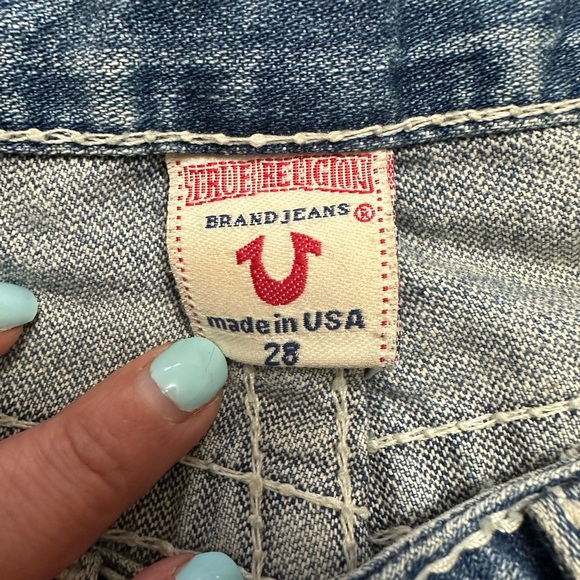 TRUE RELIGION
BRAND JEANS ®
made in USA
28